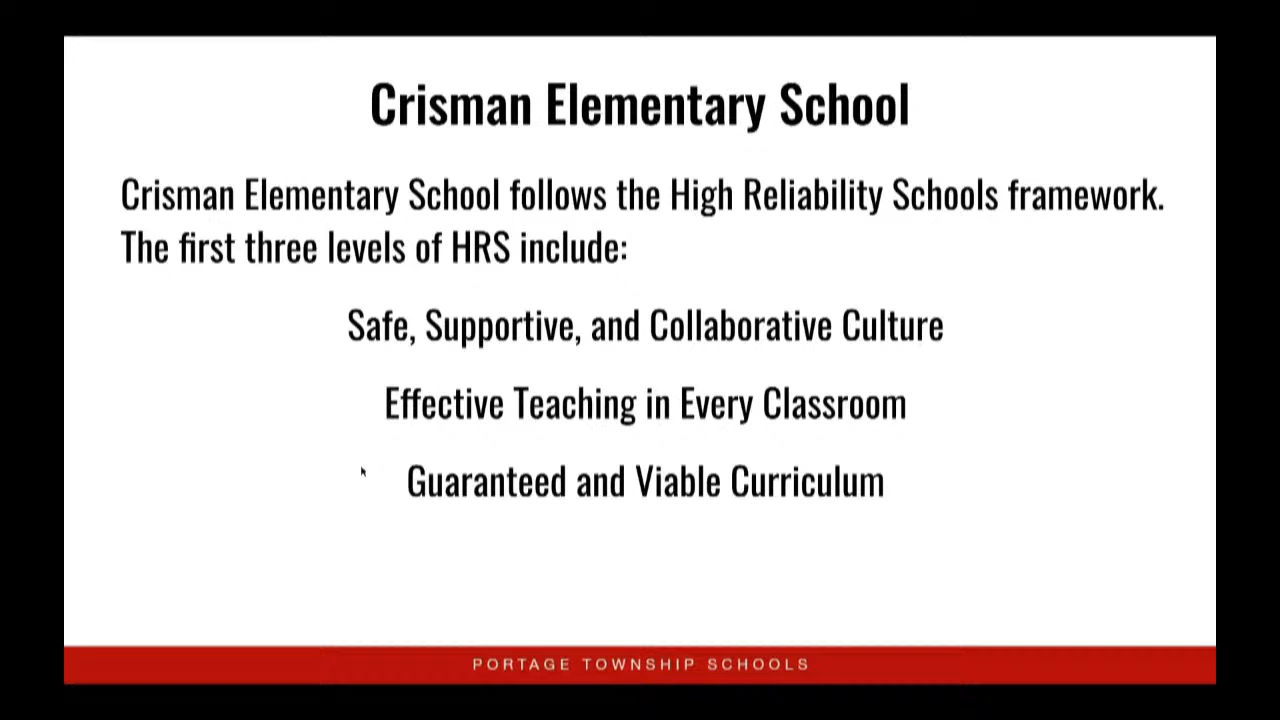 Crisman Elementary School
Crisman Elementary School follows the High Reliability Schools framework.
The first three levels of HRS include:
Safe, Supportive, and Collaborative Culture
Effective Teaching in Every Classroom
Guaranteed and Viable Curriculum
PORTAGE TOWNSHIP SCHOOLS